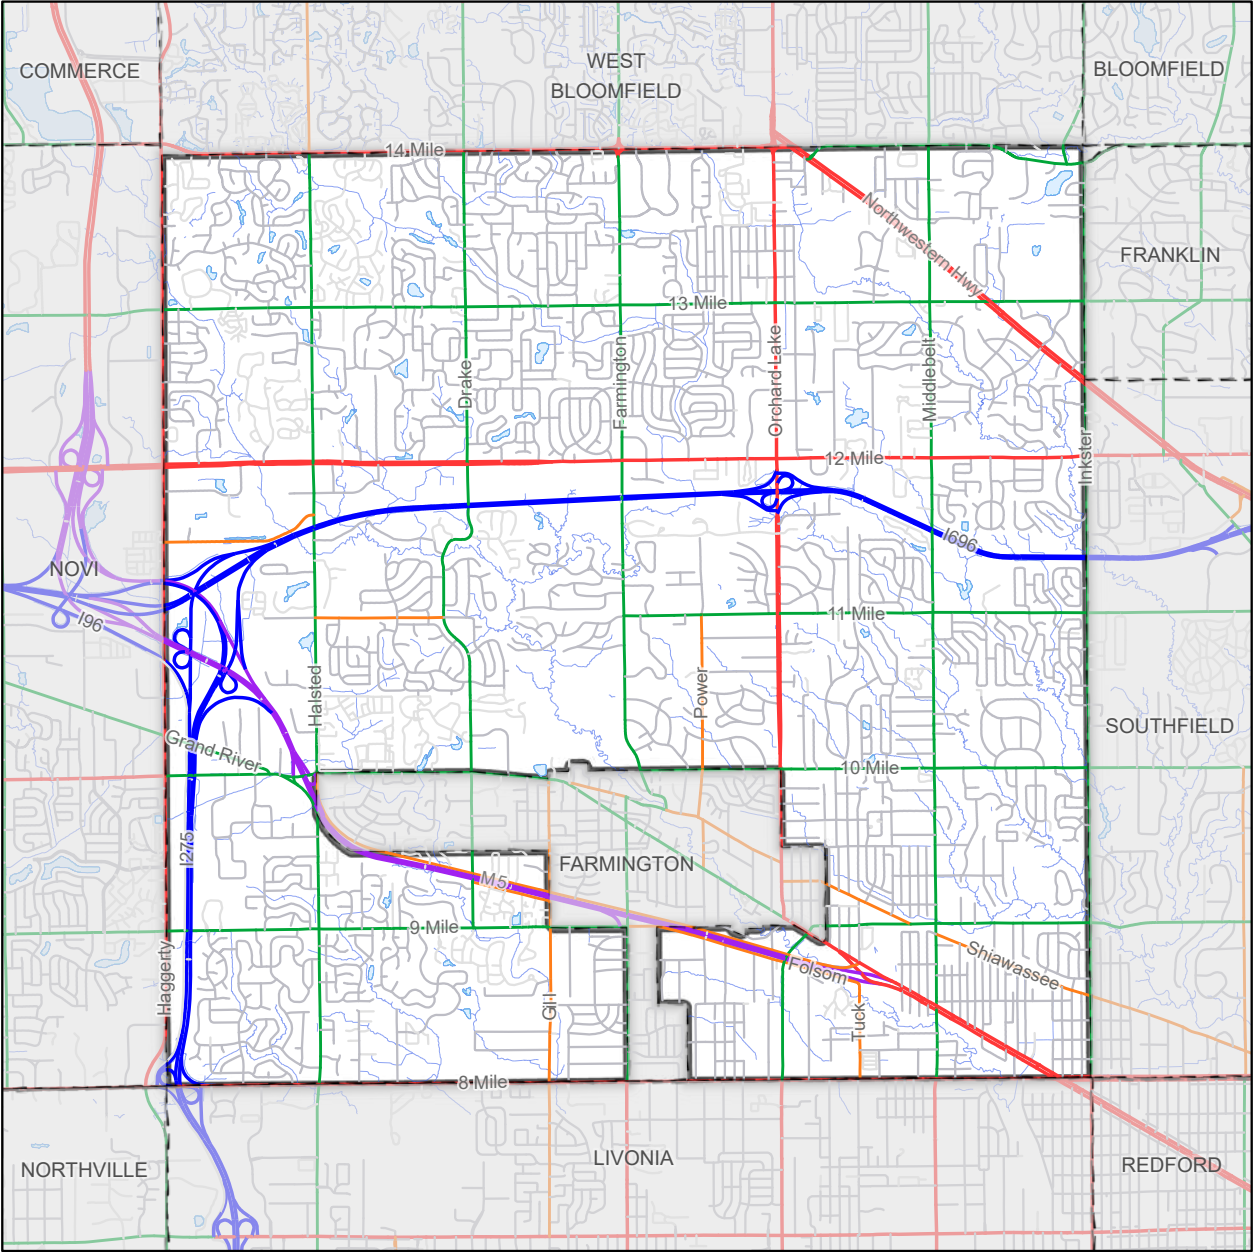 COMMERCE
WEST
BLOOMFIELD
BLOOMFIELD
14 Mile
Northwestern Hwy
FRANKLIN
13 Mile
Orchard Lake
Farmington
Middlebelt
Drake
Inkster
12 Mile
I696
NOVI
I96
11 Mile
Halsted
Power
SOUTHFIELD
Grand River
10 Mile
I275
FARMINGTON
M5
9 Mile
Haggerty
Folsom
Shiawassee
Gill
Tuck
8 Mile
NORTHVILLE
LIVONIA
REDFORD